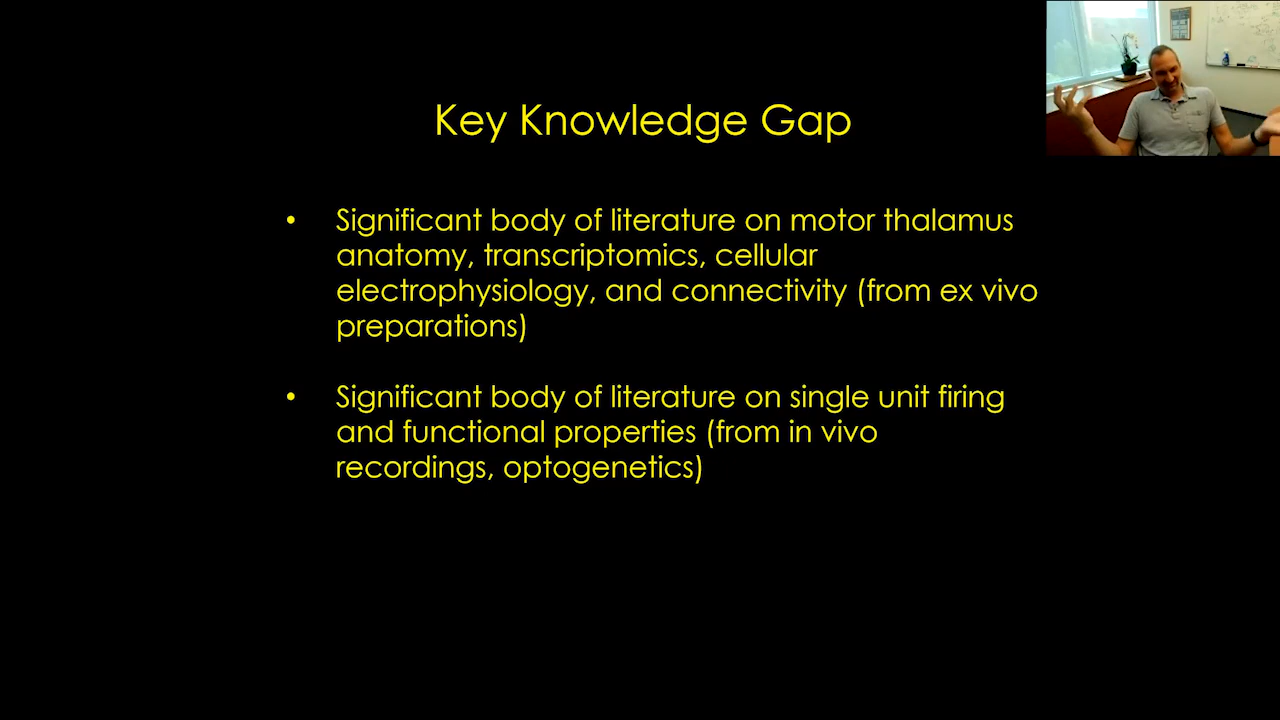 Key Knowledge Gap
• Significant body of literature on motor thalamus
anatomy, transcriptomics, cellular
electrophysiology, and connectivity (from ex vivo
preparations)
• Significant body of literature on single unit firing
and functional properties (from in vivo
recordings, optogenetics)